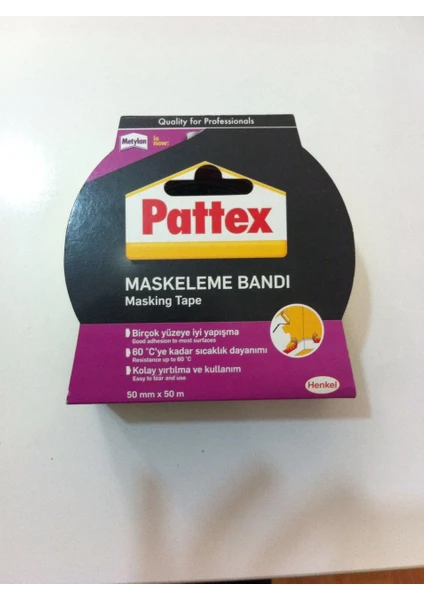 Quality for Professionals
Metylan
is
now:
Pattex
MASKELEME BANDI
Masking Tape
Birçok yüzeye iyi yapışma
Good adhesion to most surfaces
60 °C'ye kadar sıcaklık dayanımı
Resistance up to 60 °C
Kolay yırtılma ve kullanım
Easy to tear and use
50 mm x 50 m
Henkel